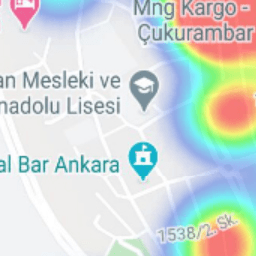 Mng Kargo -
Çukurambar
an Mesleki ve
nadolu Lisesi
al Bar Ankara
1538/2. Sk.